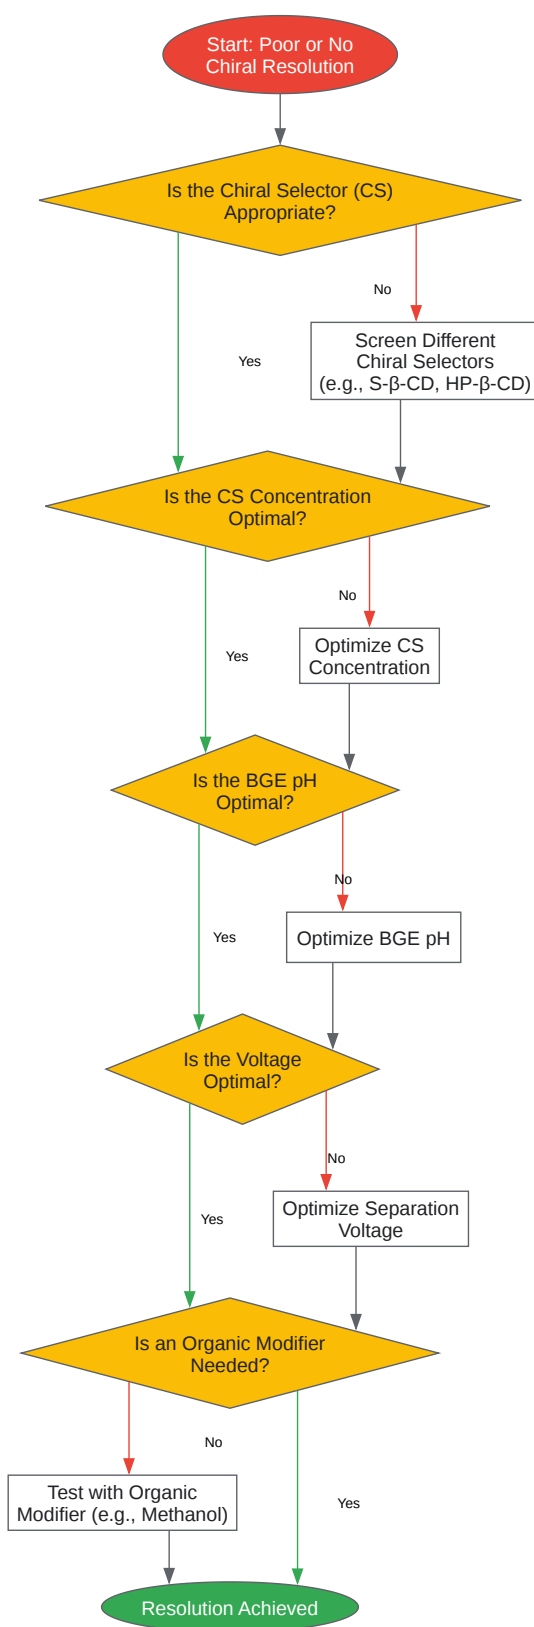 Start: Poor or No
Chiral Resolution
Is the Chiral Selector (CS)
Appropriate?
No
Screen Different
Chiral Selectors
(e.g., S-β-CD, HP-β-CD)
Yes
Is the CS Concentration
Optimal?
No
Optimize CS
Concentration
Yes
Is the BGE pH
Optimal?
No
Optimize BGE pH
Yes
Is the Voltage
Optimal?
No
Optimize Separation
Voltage
Yes
Is an Organic Modifier
Needed?
No
Test with Organic
Modifier (e.g., Methanol)
Yes
Resolution Achieved